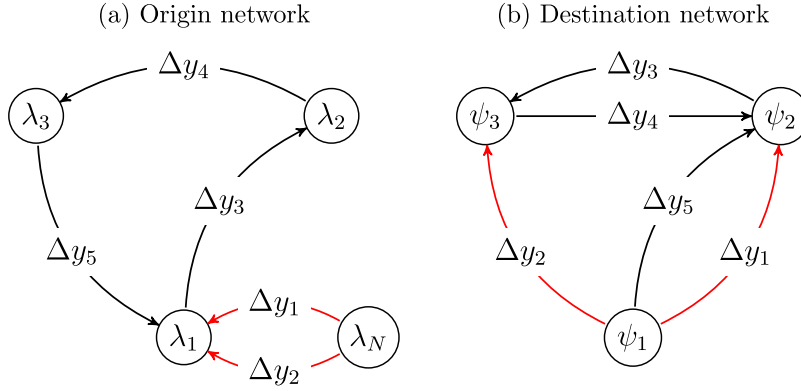 (a) Origin network
(b) Destination network
Δy₄
λ₃
λ₂
Δy₃
Δy₅
Δy₁
λ₁
λ_N
Δy₂
Δy₃
ψ₃
Δy₄
ψ₂
Δy₅
Δy₂
Δy₁
ψ₁